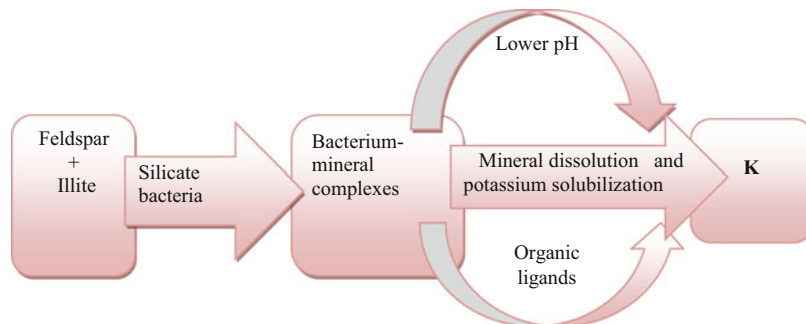 Feldspar
+
Illite
Silicate
bacteria
Bacterium-
mineral
complexes
Lower pH
Mineral dissolution and
potassium solubilization
Organic
ligands
K